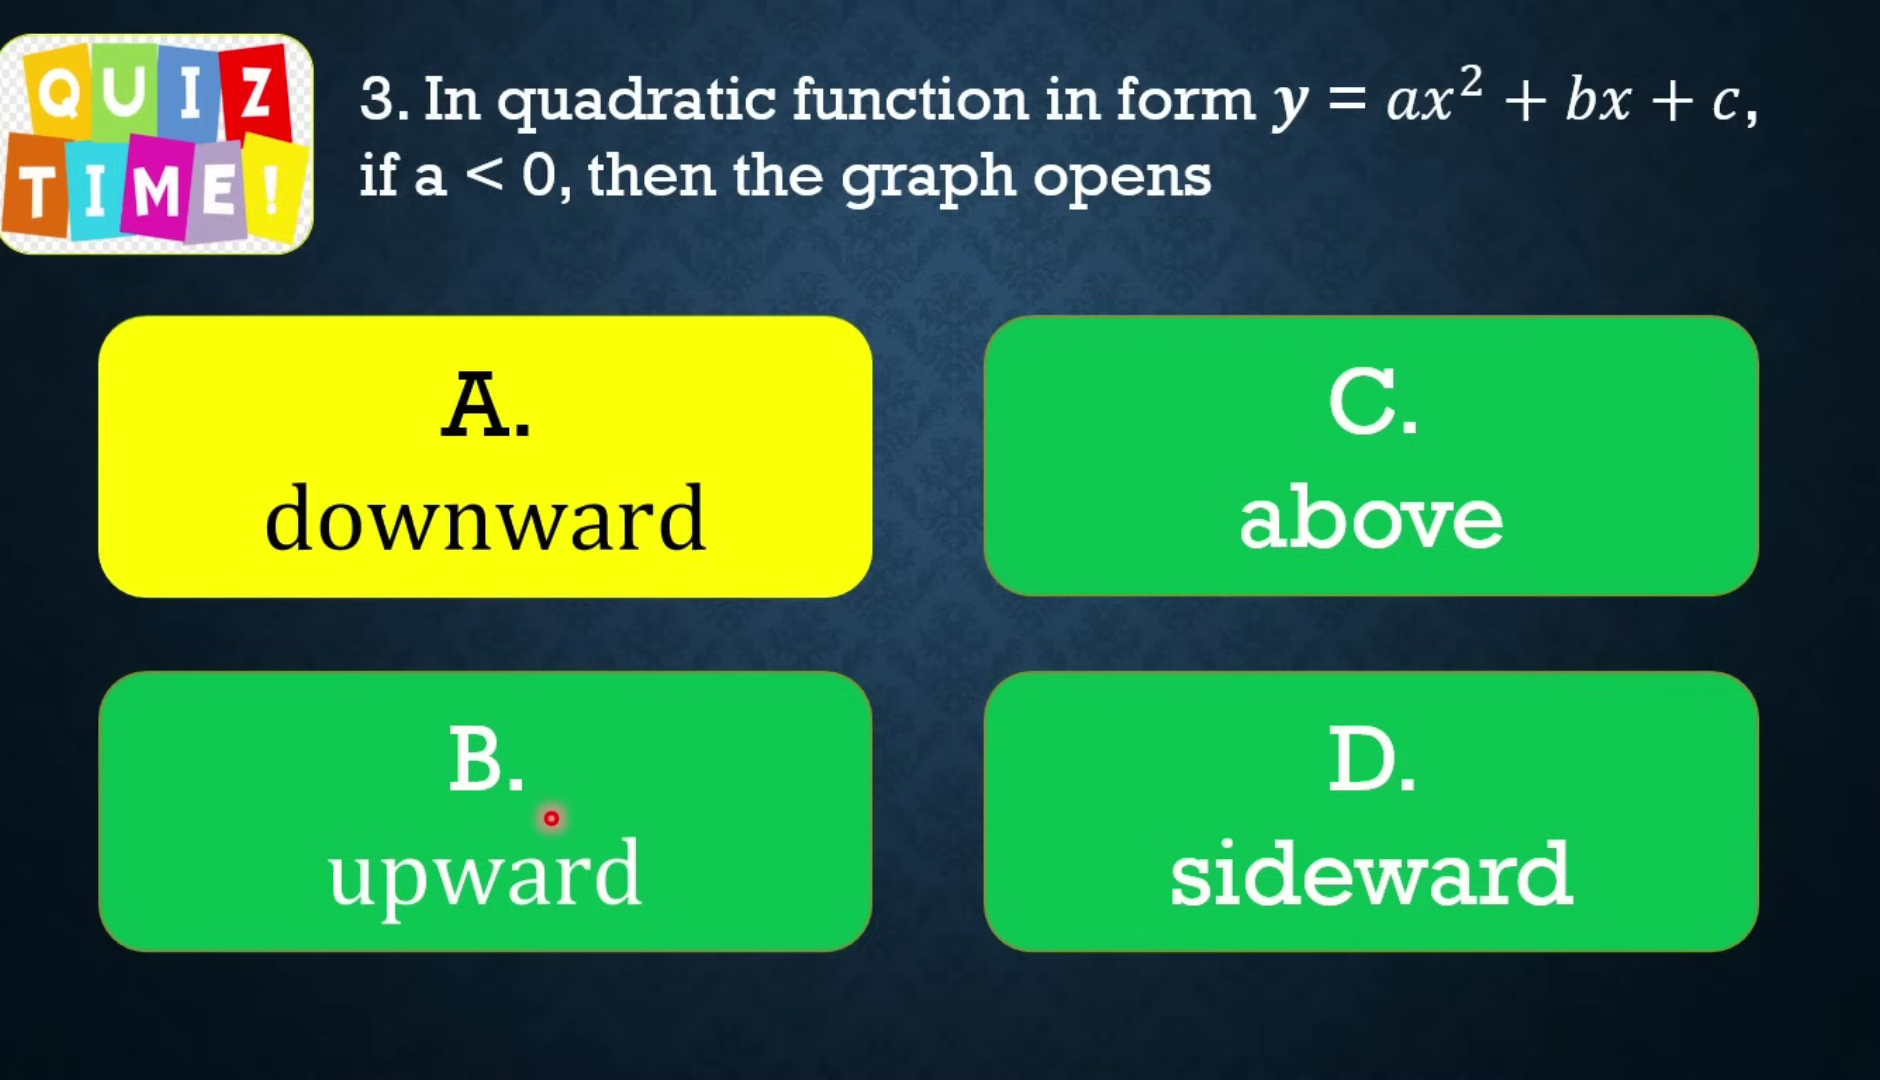 QUIZ
TIME!
3. In quadratic function in form y = ax² + bx + c,
if a < 0, then the graph opens
A.
downward
C.
above
B.
upward
D.
sideward